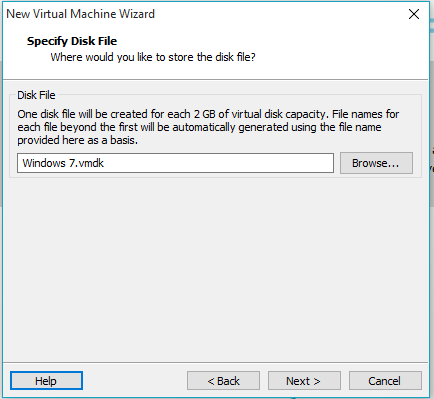 New Virtual Machine Wizard
Specify Disk File
Where would you like to store the disk file?
Disk File
One disk file will be created for each 2 GB of virtual disk capacity. File names for
each file beyond the first will be automatically generated using the file name
provided here as a basis.
Windows 7.vmdk
Browse...
Help
< Back
Next >
Cancel